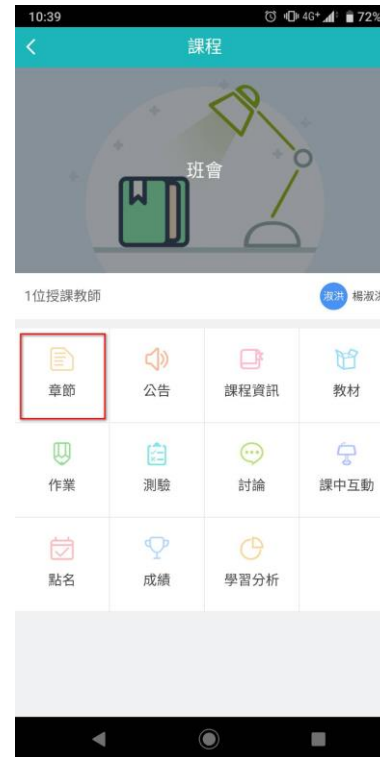 10:39 4G+ 72%
課程
班會
1位授課教師 淑洪 楊淑
章節 公告 課程資訊 教材
作業 測驗 討論 課中互動
點名 成績 學習分析